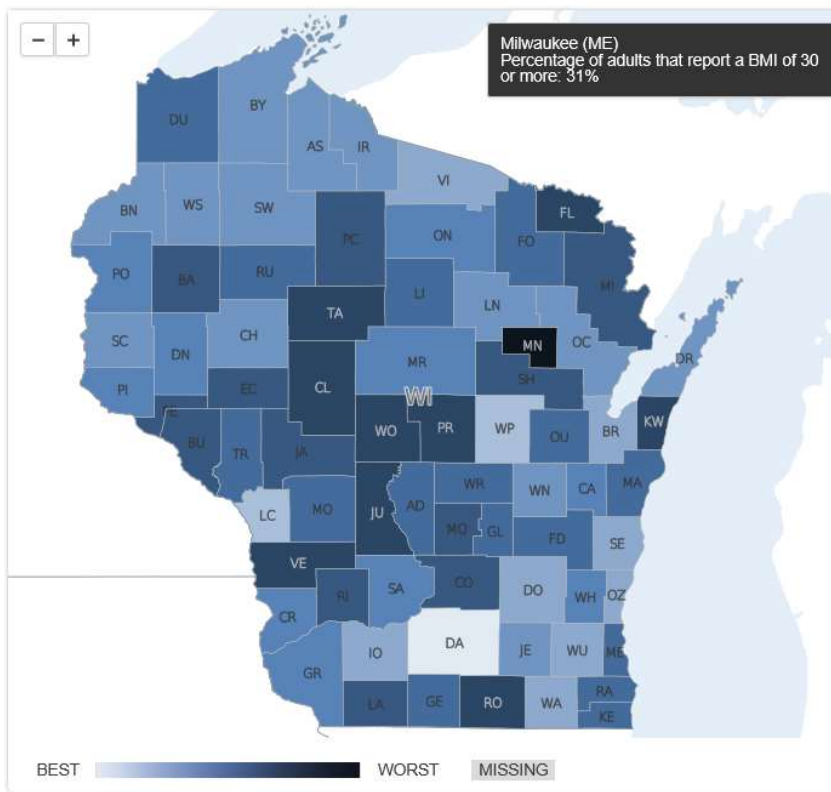 − +
Milwaukee (ME)
Percentage of adults that report a BMI of 30
or more: 31%
DU
BY
AS
IR
VI
BN
WS
SW
FL
PC
ON
FO
PO
BA
RU
LI
MI
TA
LN
SC
DN
CH
MN
OC
DR
MR
PI
EC
CL
SH
WI
PE
BU
TR
JA
WO
PR
WP
OU
BR
KW
LC
MO
JU
AD
WR
WN
CA
MA
MQ
GL
FD
SE
VE
RI
SA
CO
DO
WH
OZ
CR
GR
IO
DA
JE
WU
ME
LA
GE
RO
WA
RA
KE
BEST WORST MISSING